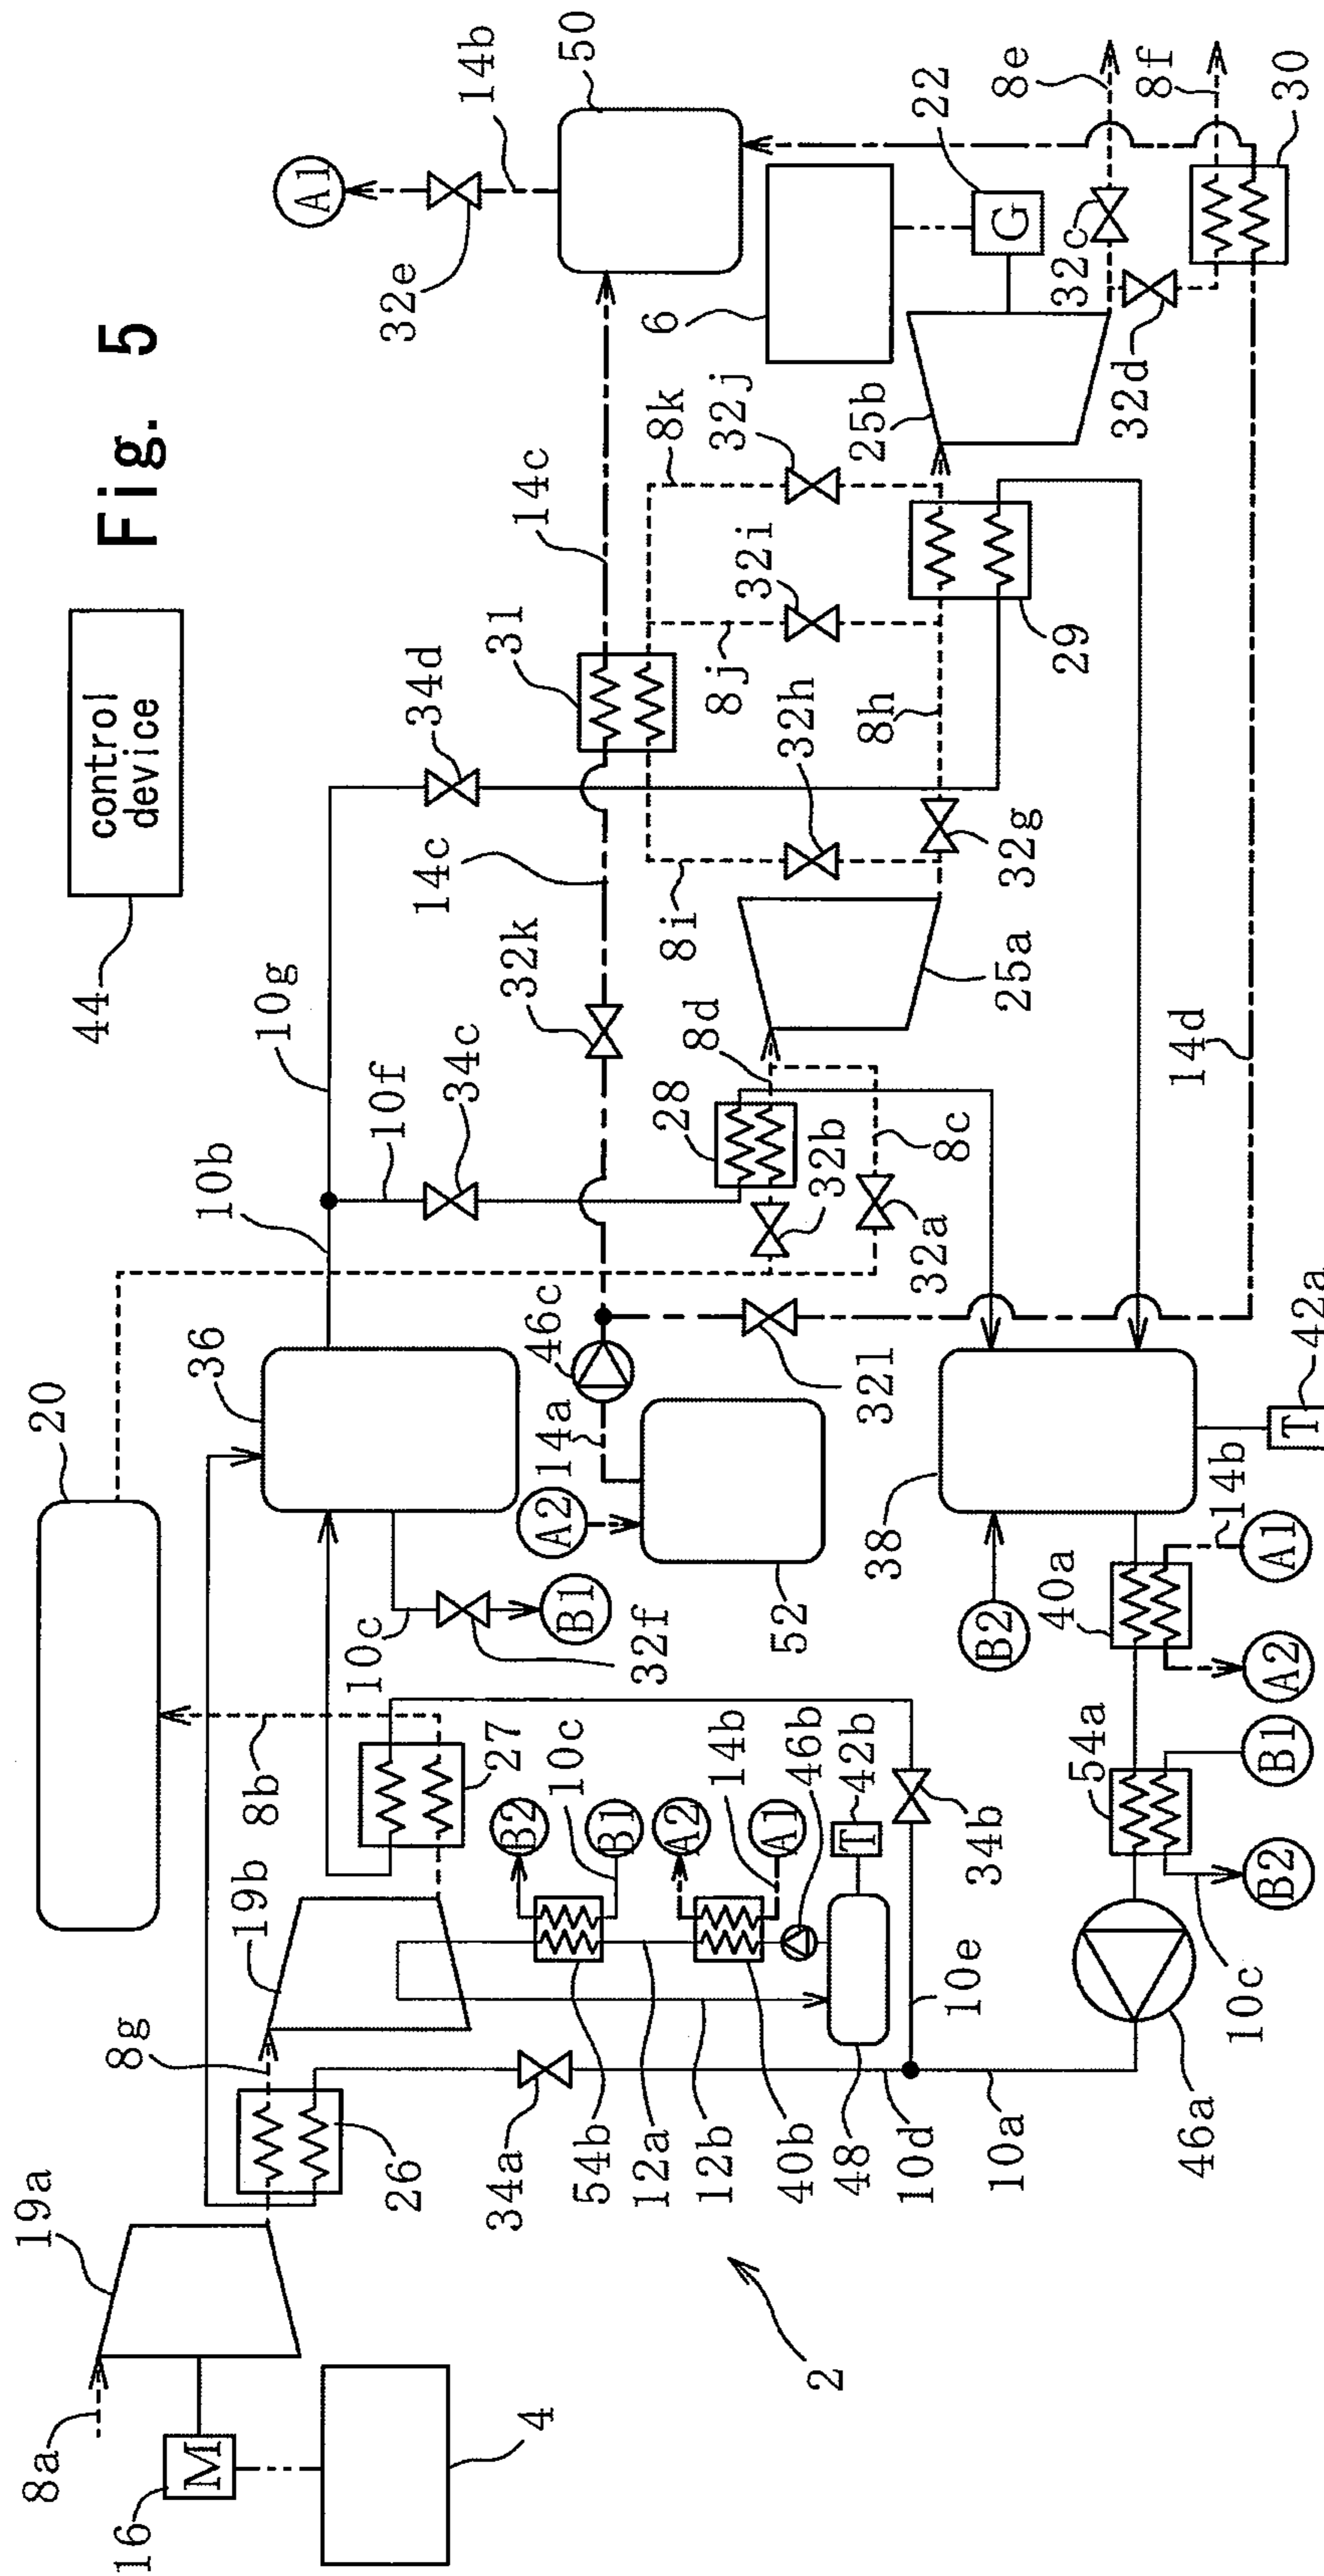 Fig. 5
control
device
44
20
36
10b
10g
10f
34c
34d
14c
31
14c
32k
46c
14a
A2
52
A1
14b
50
32e
6
22
G
8e
8f
30
32c
32d
25b
32j
8k
32i
8j
8h
32h
8i
32g
29
25a
8d
28
32b
8c
32a
321
14d
38
42a
T
B2
40a
14b
A1
A2
54a
B1
B2
10c
46a
10c
32f
B1
8b
27
19b
8g
26
19a
8a
16
M
4
2
B2
10c
B1
A2
14b
A1
46b
42b
T
34b
10e
34a
54b
12a
12b
40b
48
10d
10a